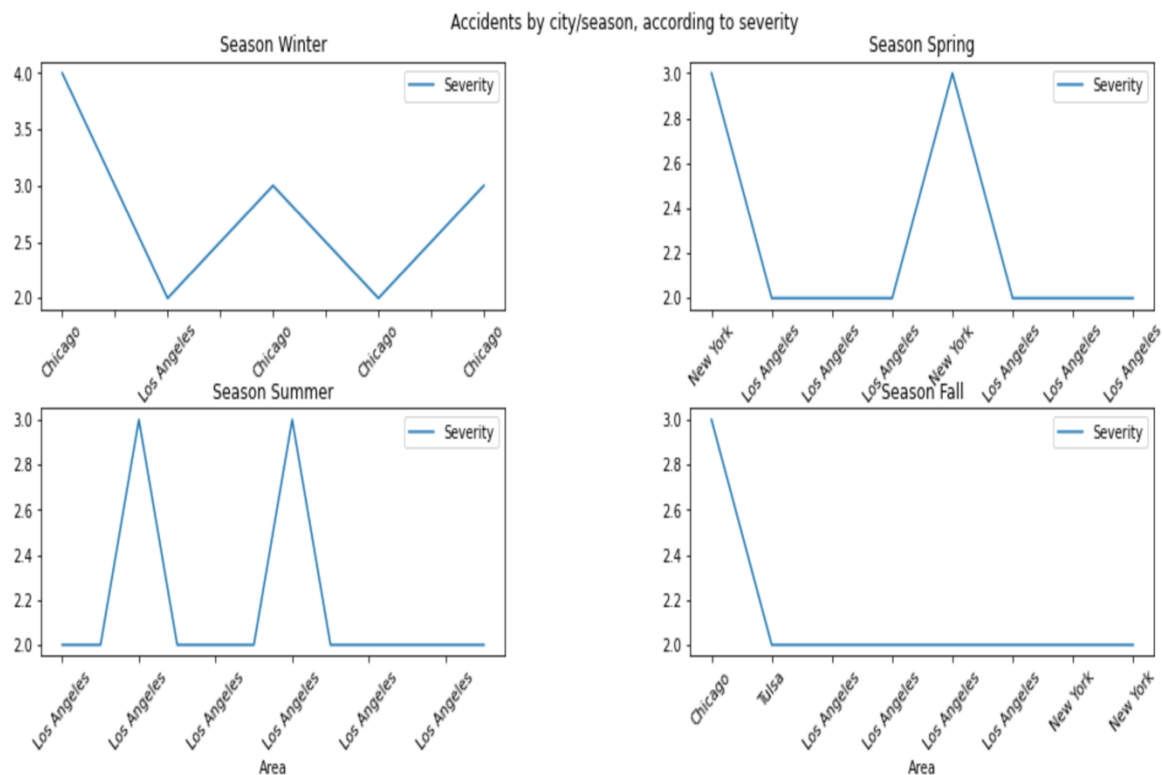 Accidents by city/season, according to severity
Season Winter
4.0
3.5
3.0
2.5
2.0
Severity
Chicago
Los Angeles
Chicago
Chicago
Chicago
Season Spring
3.0
2.8
2.6
2.4
2.2
2.0
Severity
New York
Los Angeles
Los Angeles
Los Angeles
New York
Los Angeles
Los Angeles
Los Angeles
Season Summer
3.0
2.8
2.6
2.4
2.2
2.0
Severity
Los Angeles
Los Angeles
Los Angeles
Los Angeles
Los Angeles
Los Angeles
Area
Season Fall
3.0
2.8
2.6
2.4
2.2
2.0
Severity
Chicago
Tulsa
Los Angeles
Los Angeles
Los Angeles
Los Angeles
New York
New York
Area